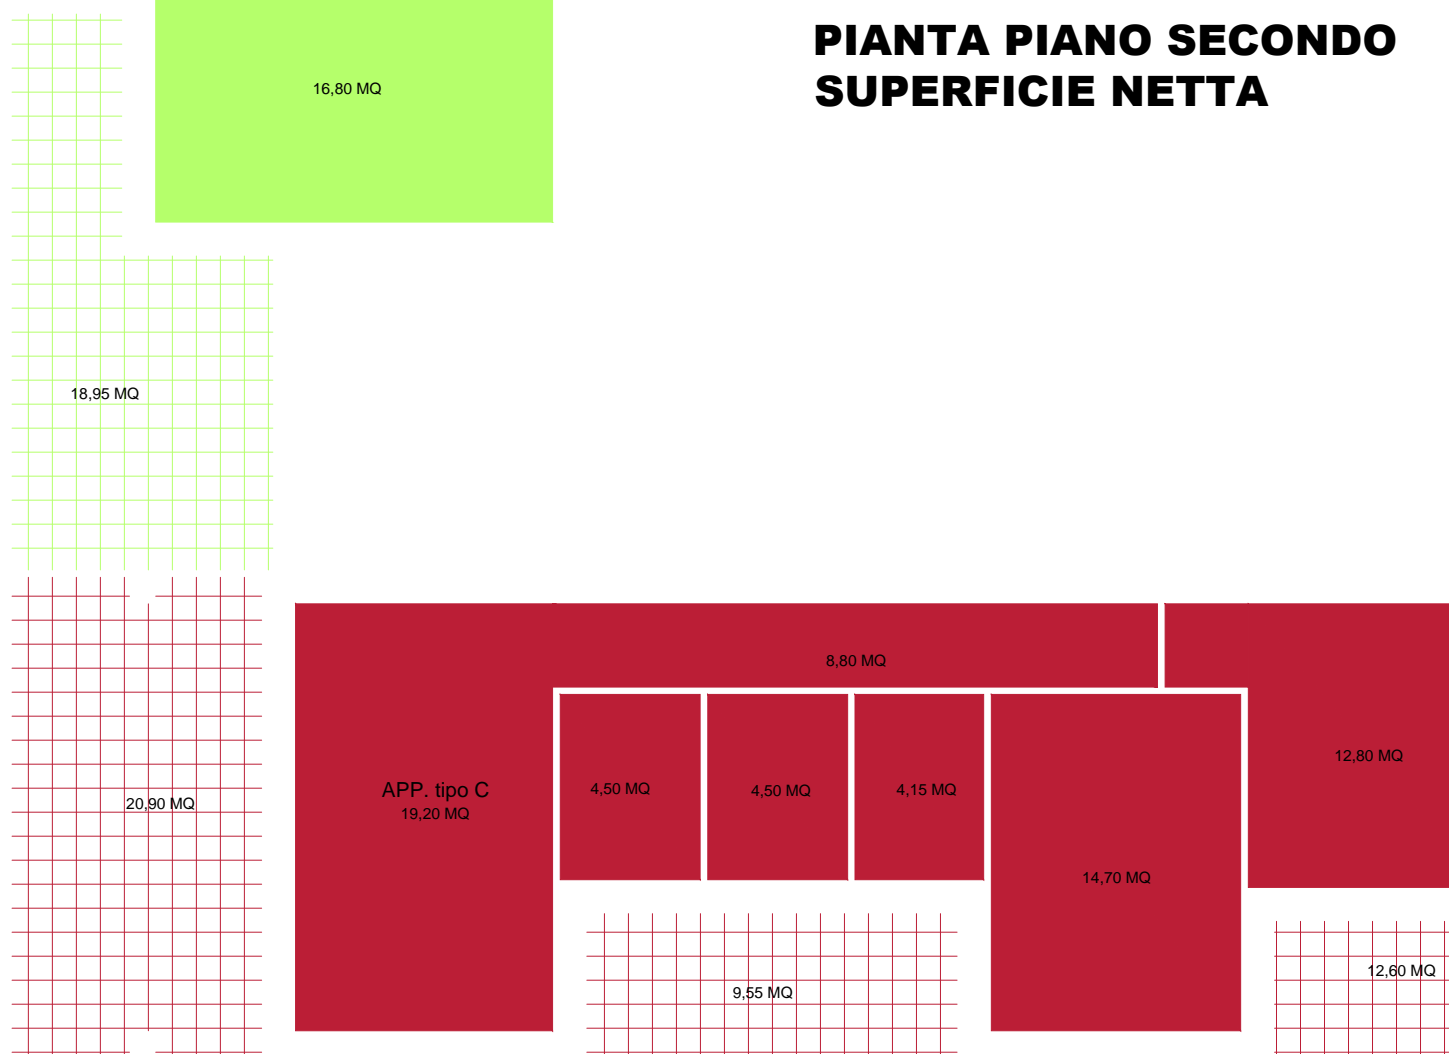 PIANTA PIANO SECONDO
SUPERFICIE NETTA
16,80 MQ
18,95 MQ
8,80 MQ
12,80 MQ
APP. tipo C
19,20 MQ
4,50 MQ
4,50 MQ
4,15 MQ
20,90 MQ
14,70 MQ
12,60 MQ
9,55 MQ